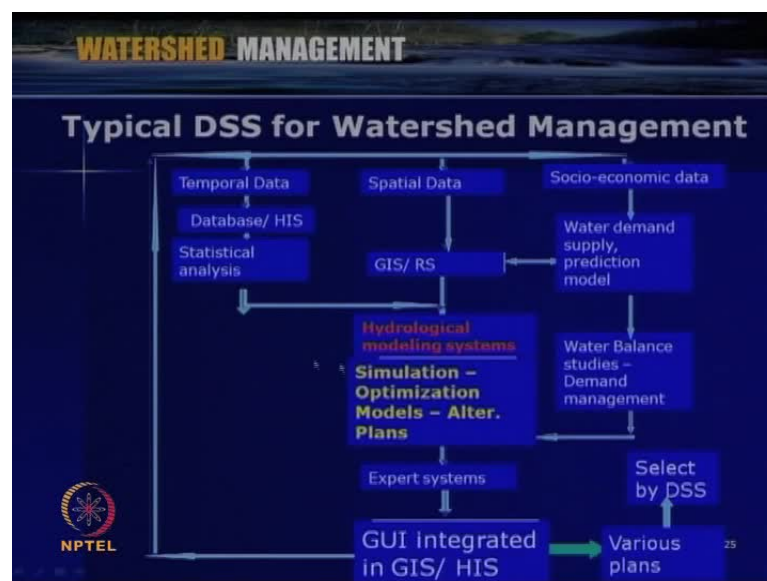 WATERSHED MANAGEMENT
Typical DSS for Watershed Management
Temporal Data
Spatial Data
Socio-economic data
Database/ HIS
Statistical
analysis
GIS/ RS
Water demand
supply,
prediction
model
Hydrological
modeling systems
Simulation –
Optimization
Models – Alter.
Plans
Water Balance
studies –
Demand
management
Expert systems
Select
by DSS
GUI integrated
in GIS/ HIS
Various
plans
25
NPTEL